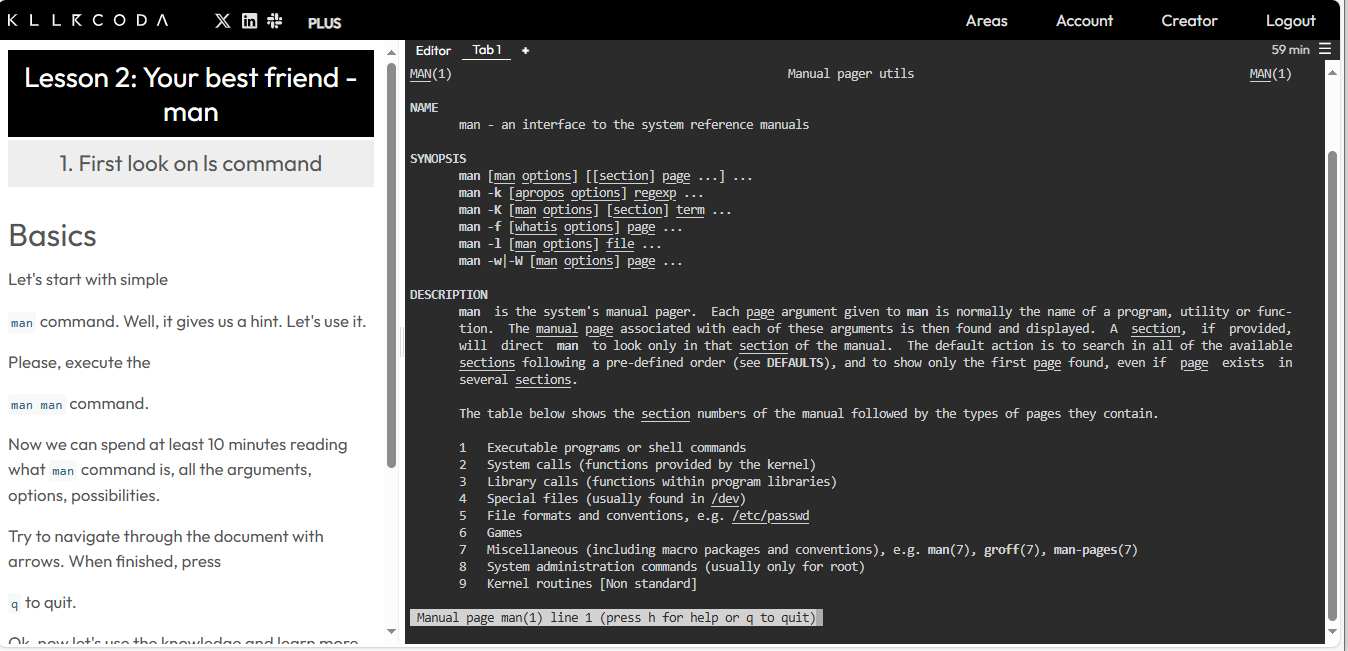 KILLERCODA
PLUS
Areas
Account
Creator
Logout
Lesson 2: Your best friend -
man
1. First look on ls command
Basics
Let's start with simple
man command. Well, it gives us a hint. Let's use it.
Please, execute the
man man command.
Now we can spend at least 10 minutes reading
what man command is, all the arguments,
options, possibilities.
Try to navigate through the document with
arrows. When finished, press
q to quit.
Ok, now let's use the knowledge and learn more
Editor Tab 1 +
59 min
MAN(1) Manual pager utils MAN(1)
NAME
man - an interface to the system reference manuals
SYNOPSIS
man [man options] [[section] page ...] ...
man -k [apropos options] regexp ...
man -K [man options] [section] term ...
man -f [whatis options] page ...
man -l [man options] file ...
man -w|-W [man options] page ...
DESCRIPTION
man is the system's manual pager. Each page argument given to man is normally the name of a program, utility or func-
tion. The manual page associated with each of these arguments is then found and displayed. A section, if provided,
will direct man to look only in that section of the manual. The default action is to search in all of the available
sections following a pre-defined order (see DEFAULTS), and to show only the first page found, even if page exists in
several sections.
The table below shows the section numbers of the manual followed by the types of pages they contain.
1 Executable programs or shell commands
2 System calls (functions provided by the kernel)
3 Library calls (functions within program libraries)
4 Special files (usually found in /dev)
5 File formats and conventions, e.g. /etc/passwd
6 Games
7 Miscellaneous (including macro packages and conventions), e.g. man(7), groff(7), man-pages(7)
8 System administration commands (usually only for root)
9 Kernel routines [Non standard]
Manual page man(1) line 1 (press h for help or q to quit)